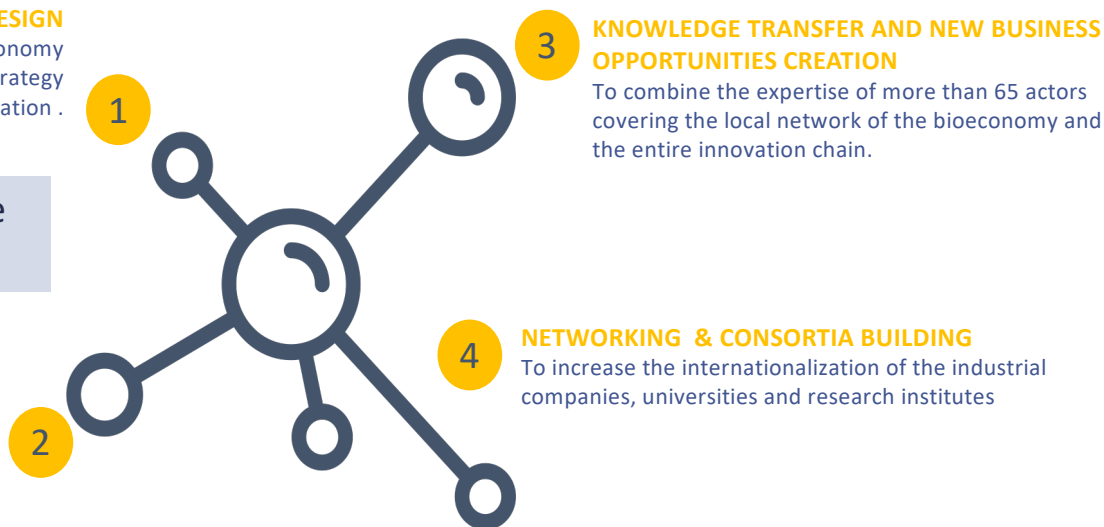 ESIGN
onomy
rategy
ation .
1
e
2
3
KNOWLEDGE TRANSFER AND NEW BUSINESS
OPPORTUNITIES CREATION
To combine the expertise of more than 65 actors
covering the local network of the bioeconomy and
the entire innovation chain.
4
NETWORKING & CONSORTIA BUILDING
To increase the internationalization of the industrial
companies, universities and research institutes